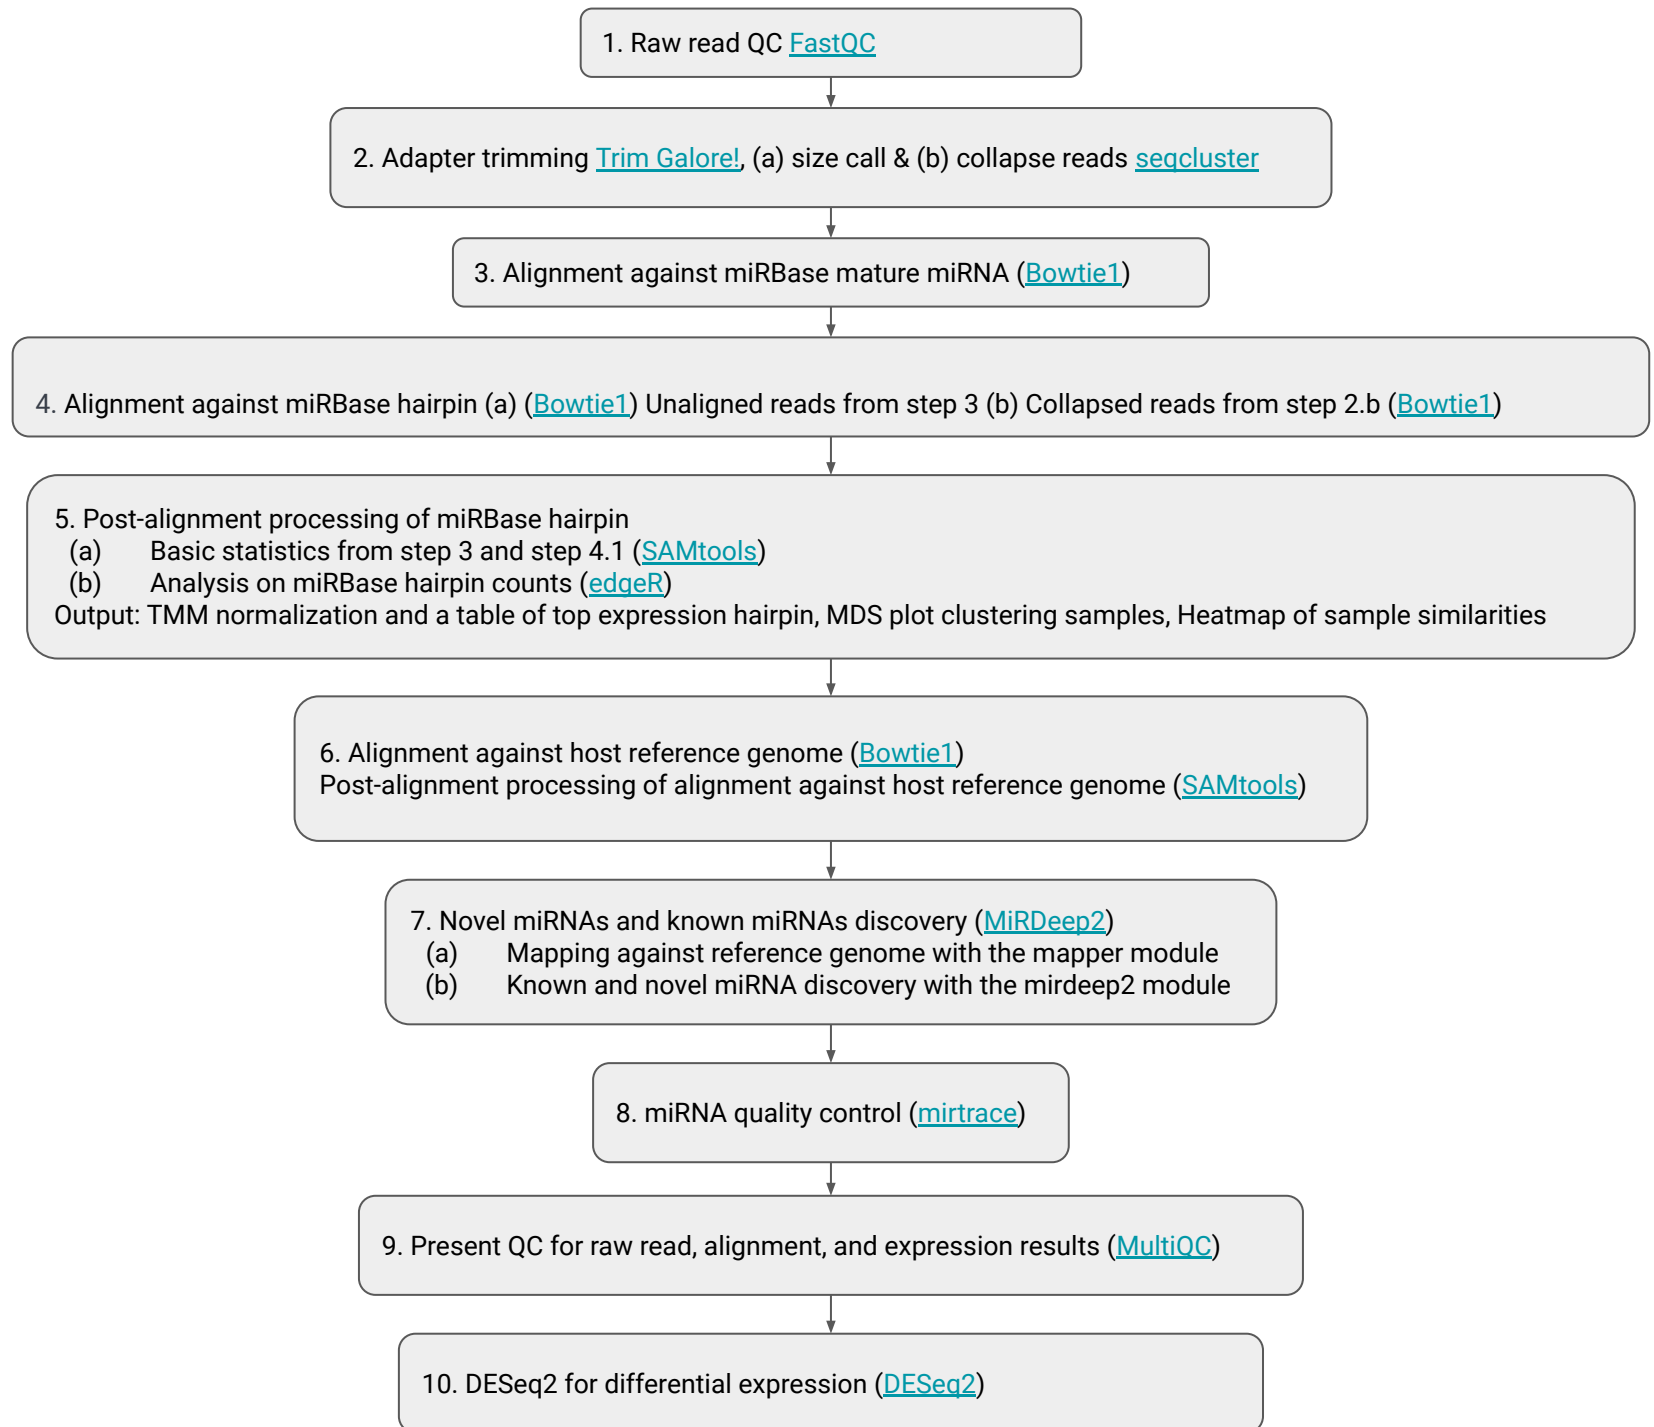 1. Raw read QC FastQC
2. Adapter trimming Trim Galore!, (a) size call & (b) collapse reads seqcluster
3. Alignment against miRBase mature miRNA (Bowtie1)
4. Alignment against miRBase hairpin (a) (Bowtie1) Unaligned reads from step 3 (b) Collapsed reads from step 2.b (Bowtie1)
5. Post-alignment processing of miRBase hairpin
(a) Basic statistics from step 3 and step 4.1 (SAMtools)
(b) Analysis on miRBase hairpin counts (edgeR)
Output: TMM normalization and a table of top expression hairpin, MDS plot clustering samples, Heatmap of sample similarities
6. Alignment against host reference genome (Bowtie1)
Post-alignment processing of alignment against host reference genome (SAMtools)
7. Novel miRNAs and known miRNAs discovery (MiRDeep2)
(a) Mapping against reference genome with the mapper module
(b) Known and novel miRNA discovery with the mirdeep2 module
8. miRNA quality control (mirtrace)
9. Present QC for raw read, alignment, and expression results (MultiQC)
10. DESeq2 for differential expression (DESeq2)